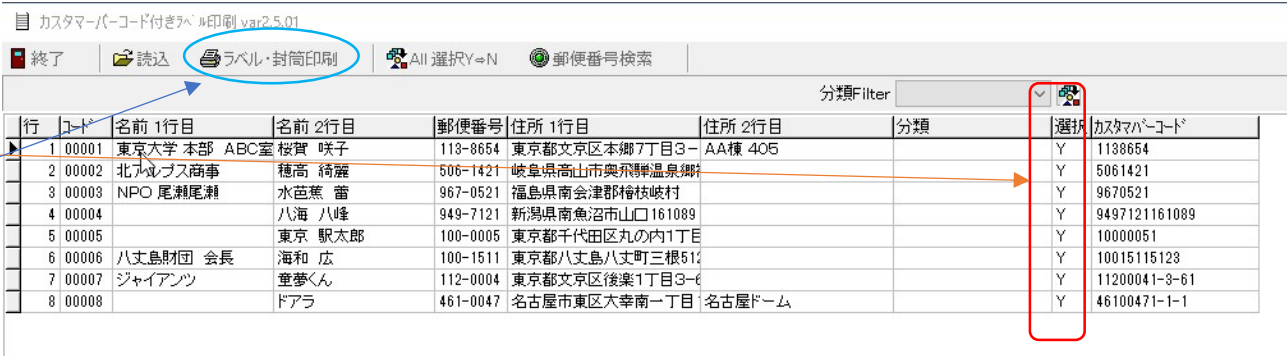 カスタマーバーコード付きラベル印刷 var2.5.01
終了 読込 ラベル・封筒印刷 All 選択Y⇒N 郵便番号検索
分類Filter
行 コード 名前 1行目 名前 2行目 郵便番号 住所 1行目 住所 2行目 分類 選択 カスタマバーコード
1 00001 東京大学 本部 ABC室 桜賀 咲子 113-8654 東京都文京区本郷7丁目3- AA棟 405 Y 1138654
2 00002 北アルプス商事 穂高 綺麗 506-1421 岐阜県高山市奥飛騨温泉郷 Y 5061421
3 00003 NPO 尾瀬尾瀬 水芭蕉 蕾 967-0521 福島県南会津郡檜枝岐村 Y 9670521
4 00004 八海 八峰 949-7121 新潟県南魚沼市山口161089 Y 9497121161089
5 00005 東京 駅太郎 100-0005 東京都千代田区丸の内1丁目 Y 10000051
6 00006 八丈島財団 会長 海和 広 100-1511 東京都八丈島八丈町三根512 Y 10015115123
7 00007 ジャイアンツ 童夢くん 112-0004 東京都文京区後楽1丁目3-6 Y 11200041-3-61
8 00008 ドアラ 461-0047 名古屋市東区大幸南一丁目 名古屋ドーム Y 46100471-1-1